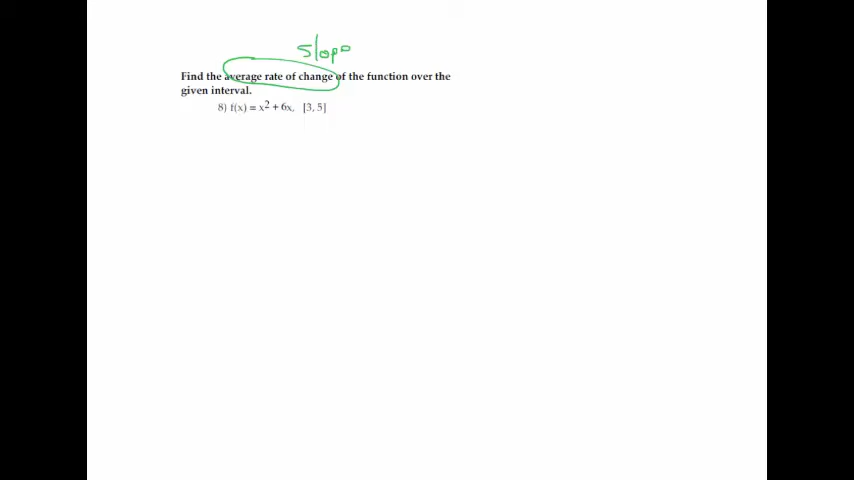 Slope
Find the average rate of change of the function over the
given interval.
8) f(x) = x² + 6x, [3, 5]